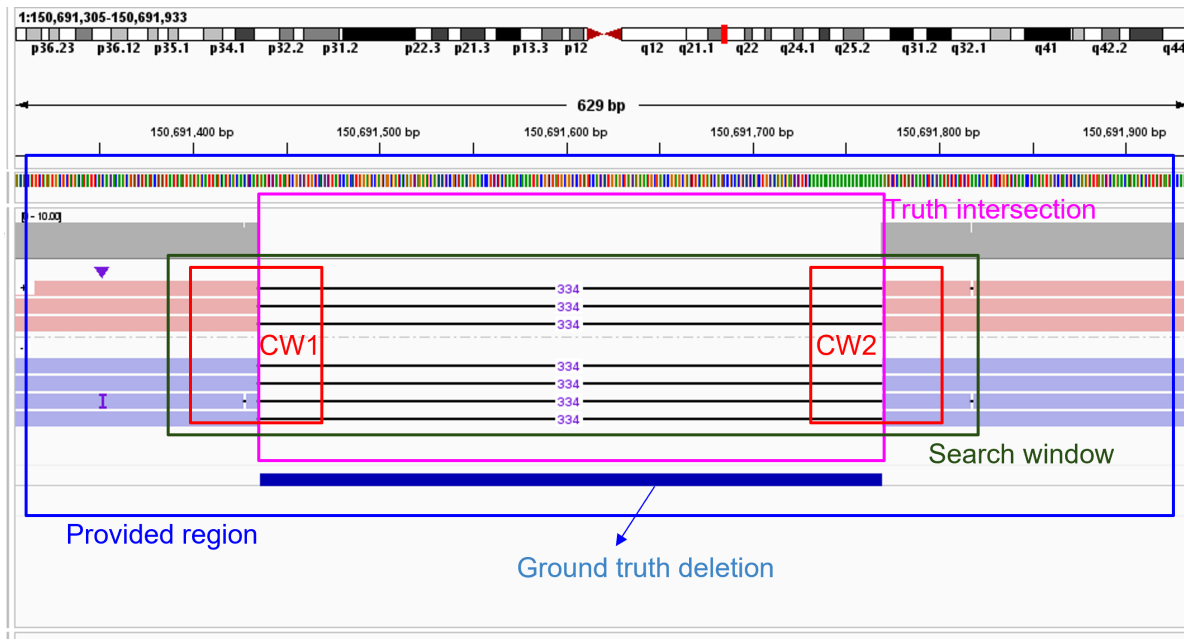 1:150,691,305-150,691,933
p36.23 p36.12 p35.1 p34.1 p32.2 p31.2 p22.3 p21.3 p13.3 p12 q12 q21.1 q22 q24.1 q25.2 q31.2 q32.1 q41 q42.2 q44
629 bp
150,691,400 bp 150,691,500 bp 150,691,600 bp 150,691,700 bp 150,691,800 bp 150,691,900 bp
Truth intersection
- 10.00]
334
334
334
CW1 CW2
334
334
334
334
Search window
Provided region
Ground truth deletion